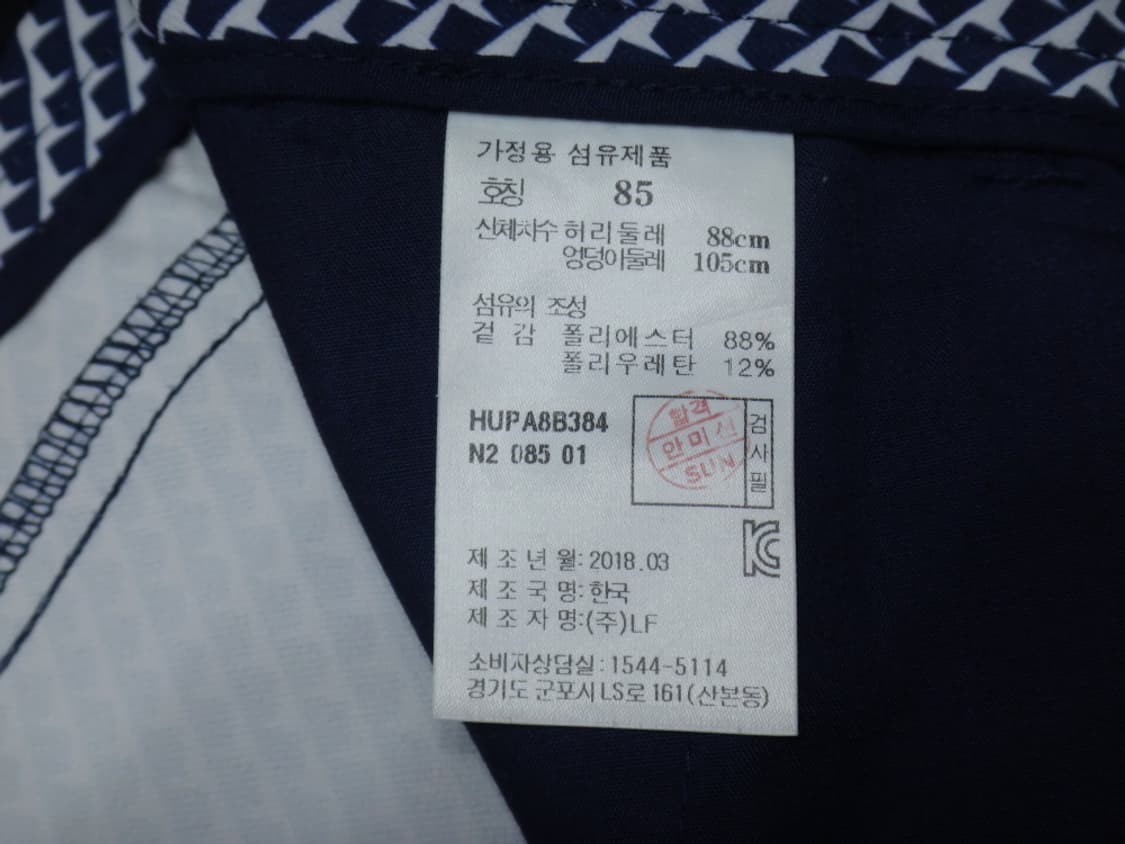 가정용 섬유제품
호칭 85
신체치수 허리둘레 88cm
엉덩이둘레 105cm
섬유의 조성
겉 감 폴리에스터 88%
폴리우레탄 12%
HUPA8B384
N2 085 01
합격
안미선
SUN
검사필
제 조 년 월: 2018.03
제 조 국 명: 한국
제 조 자 명:(주)LF
소비자상담실:1544-5114
경기도 군포시 LS로 161(산본동)